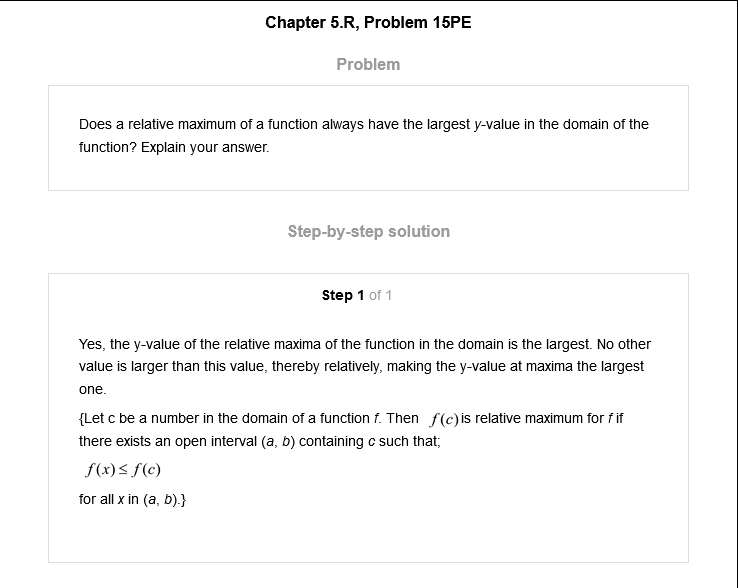 Chapter 5.R, Problem 15PE
Problem
Does a relative maximum of a function always have the largest y-value in the domain of the
function? Explain your answer.
Step-by-step solution
Step 1 of 1
Yes, the y-value of the relative maxima of the function in the domain is the largest. No other
value is larger than this value, thereby relatively, making the y-value at maxima the largest
one.
{Let c be a number in the domain of a function f. Then f(c) is relative maximum for f if
there exists an open interval (a, b) containing c such that;
f(x) ≤ f(c)
for all x in (a, b).}